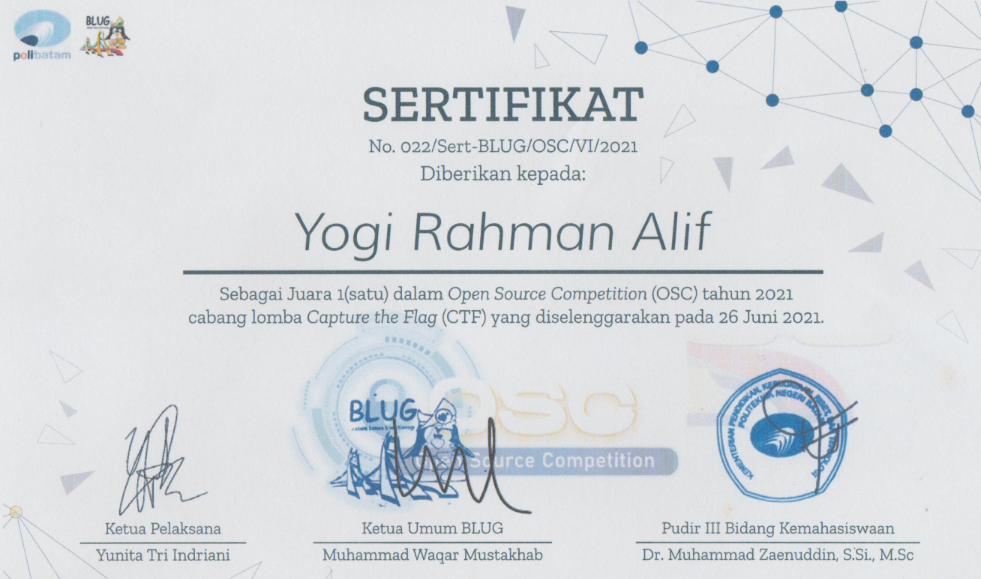 polibatam
BLUG
SERTIFIKAT
No. 022/Sert-BLUG/OSC/VI/2021
Diberikan kepada:
Yogi Rahman Alif
Sebagai Juara 1(satu) dalam Open Source Competition (OSC) tahun 2021
cabang lomba Capture the Flag (CTF) yang diselenggarakan pada 26 Juni 2021.
BLUG
OSC
Source Competition
KEMENTERIAN PENDIDIKAN, KEBUDAYAAN, RISET, DAN TEKNOLOGI
POLITEKNIK NEGERI BATAM
Ketua Pelaksana
Yunita Tri Indriani
Ketua Umum BLUG
Muhammad Waqar Mustakhab
Pudir III Bidang Kemahasiswaan
Dr. Muhammad Zaenuddin, S.Si., M.Sc